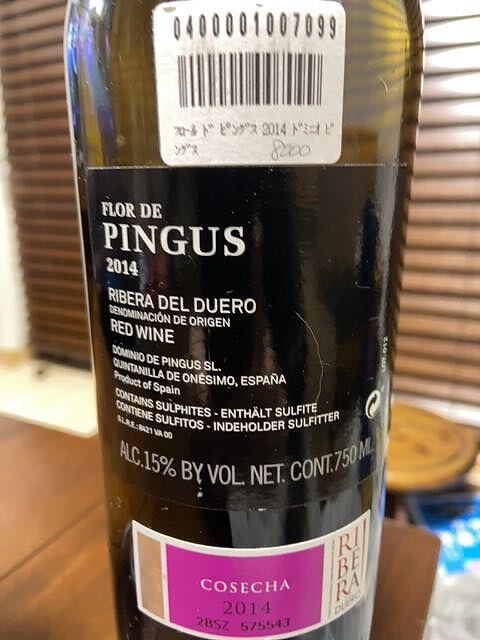 0400001007099
フロール ド ピングス 2014 ドミニオ ピ
ングス
8000
FLOR DE
PINGUS
2014
RIBERA DEL DUERO
DENOMINACIÓN DE ORIGEN
RED WINE
DOMINIO DE PINGUS SL.
QUINTANILLA DE ONÉSIMO, ESPAÑA
Product of Spain
CONTAINS SULPHITES - ENTHÄLT SULFITE
CONTIENE SULFITOS - INDEHOLDER SULFITTER
ALC.15% BY VOL. NET. CONT.750 ML.
RIBERA
DUERO
COSECHA
2014
2BSZ 575543